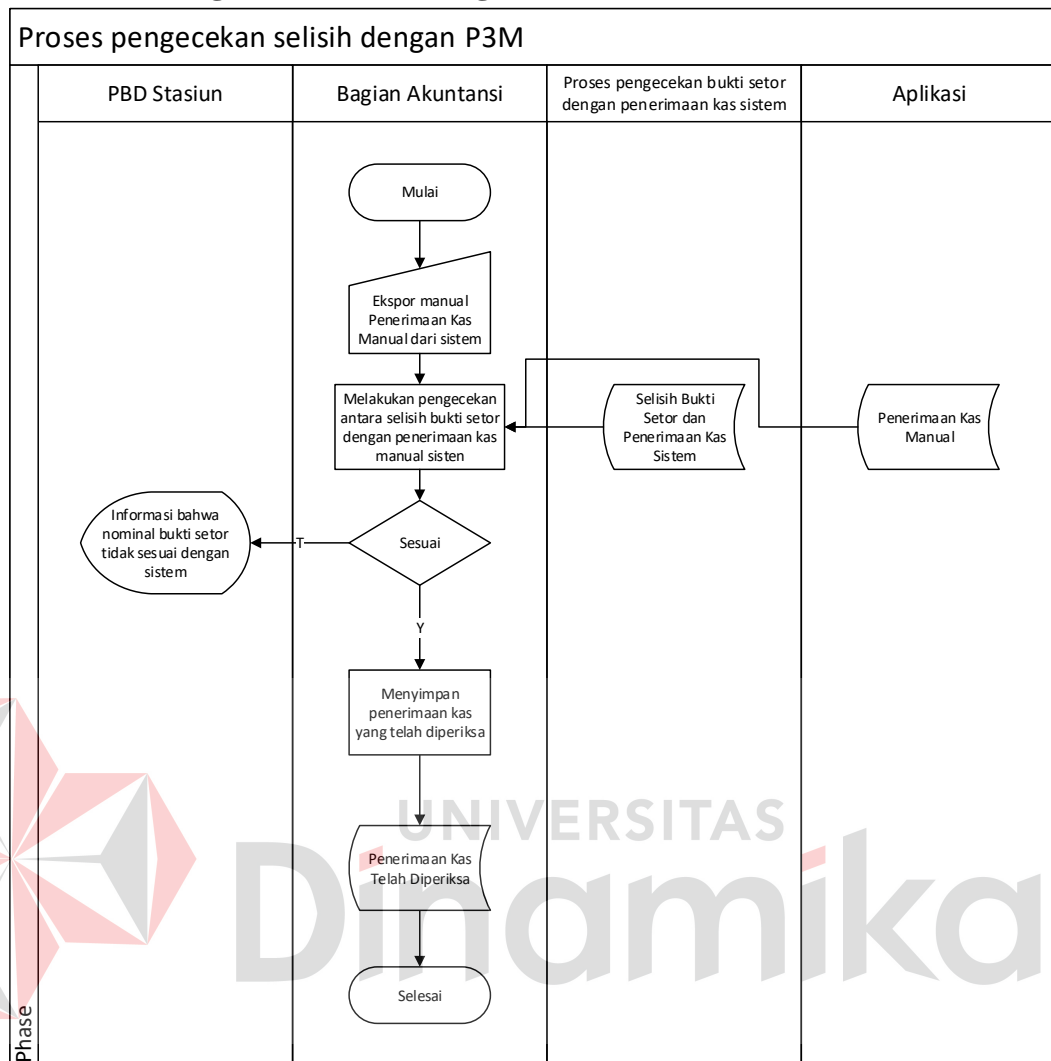 Proses pengecekan selisih dengan P3M
PBD Stasiun
Bagian Akuntansi
Proses pengecekan bukti setor
dengan penerimaan kas sistem
Aplikasi
Mulai
Ekspor manual
Penerimaan Kas
Manual dari sistem
Melakukan pengecekan
antara selisih bukti setor
dengan penerimaan kas
manual sisten
Selisih Bukti
Setor dan
Penerimaan Kas
Sistem
Penerimaan Kas
Manual
Informasi bahwa
nominal bukti setor
tidak sesuai dengan
sistem
T
Sesuai
Y
Menyimpan
penerimaan kas
yang telah diperiksa
UNIVERSITAS
Dinamika
Penerimaan Kas
Telah Diperiksa
Selesai
Phase